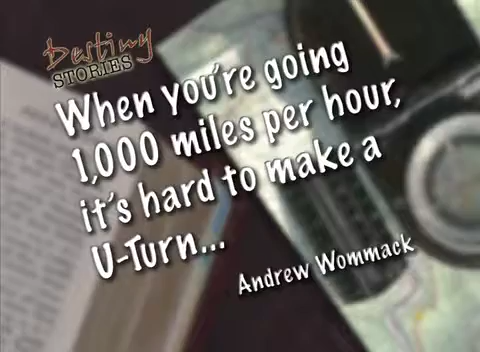 Destiny
STORIES
When you're going
1,000 miles per hour,
it's hard to make a
U-Turn...
Andrew Wommack